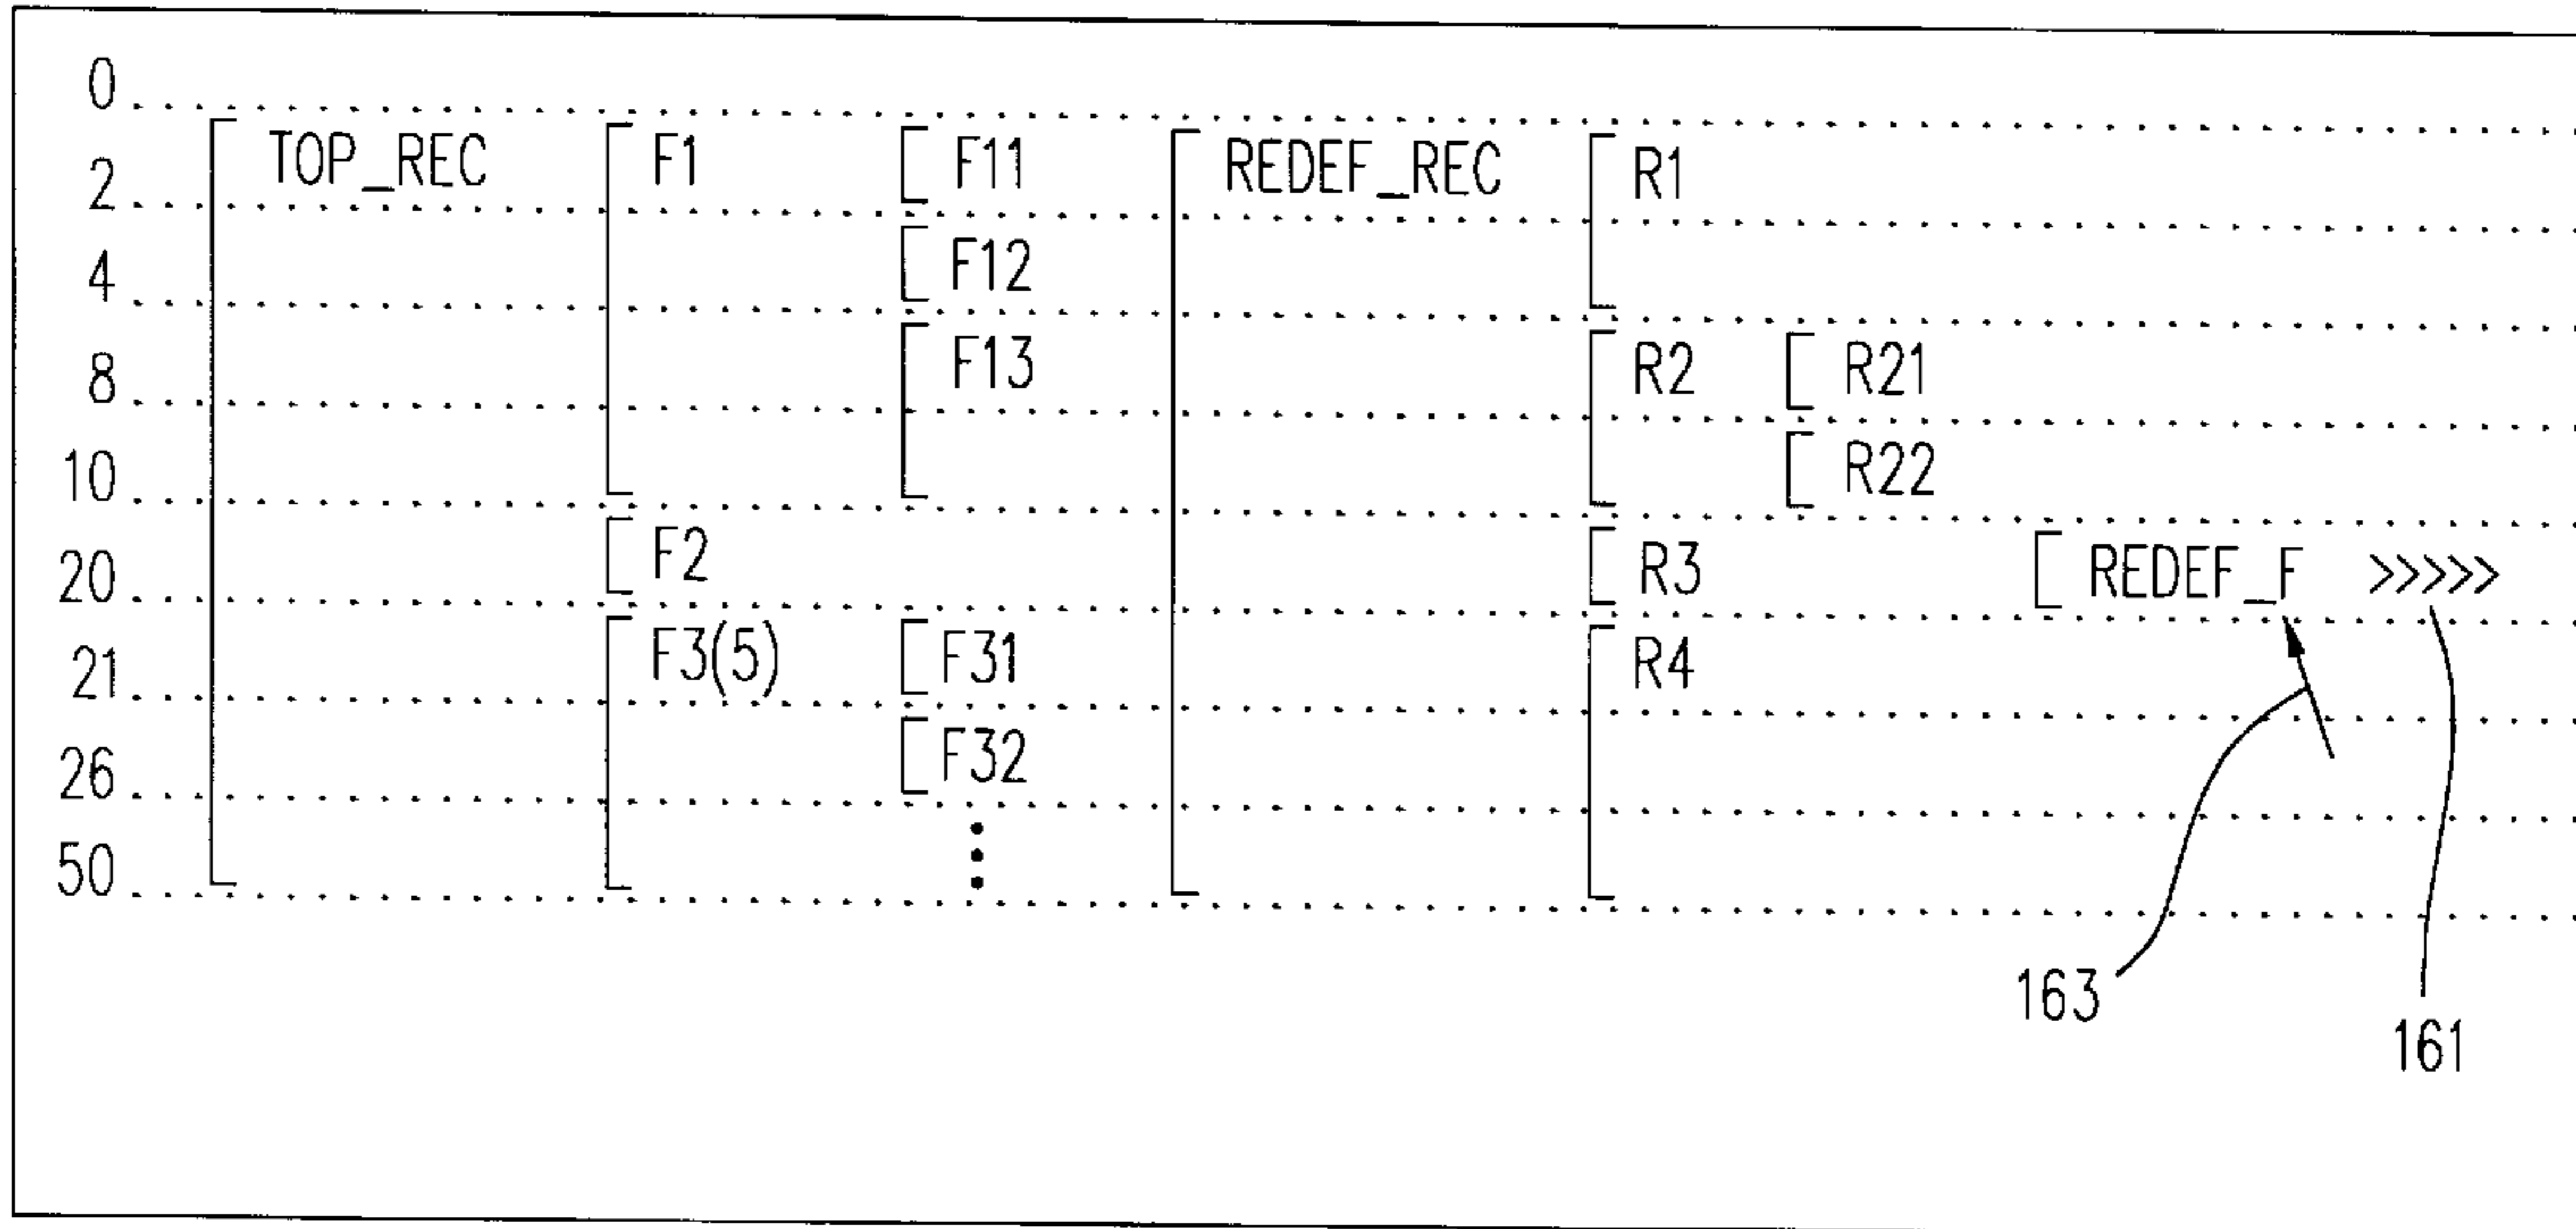 0
TOP_REC F1 F11 REDEF_REC R1
2
F12
4
F13 R2 R21
8
R22
10
F2 R3 REDEF_F >>>>>
20
F3(5) F31 R4
21
F32
26
50
163
161